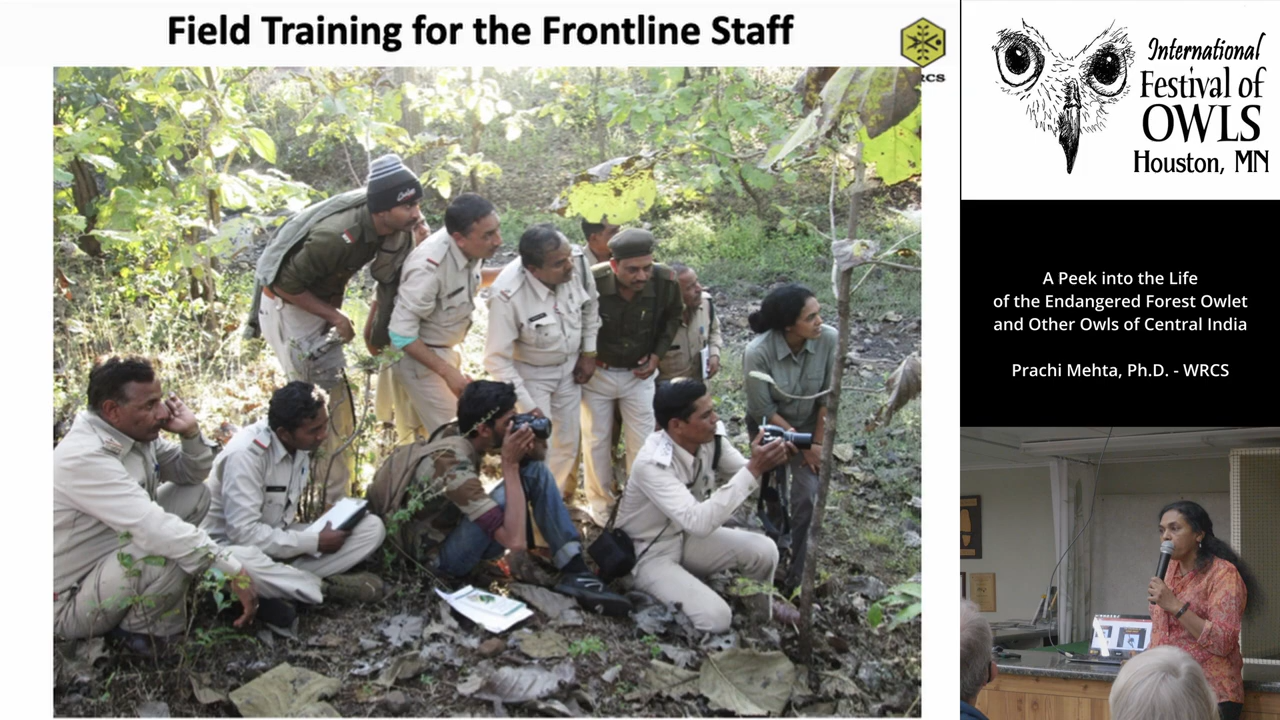 Field Training for the Frontline Staff
RCS
International
Festival of
OWLS
Houston, MN
A Peek into the Life
of the Endangered Forest Owlet
and Other Owls of Central India
Prachi Mehta, Ph.D. - WRCS